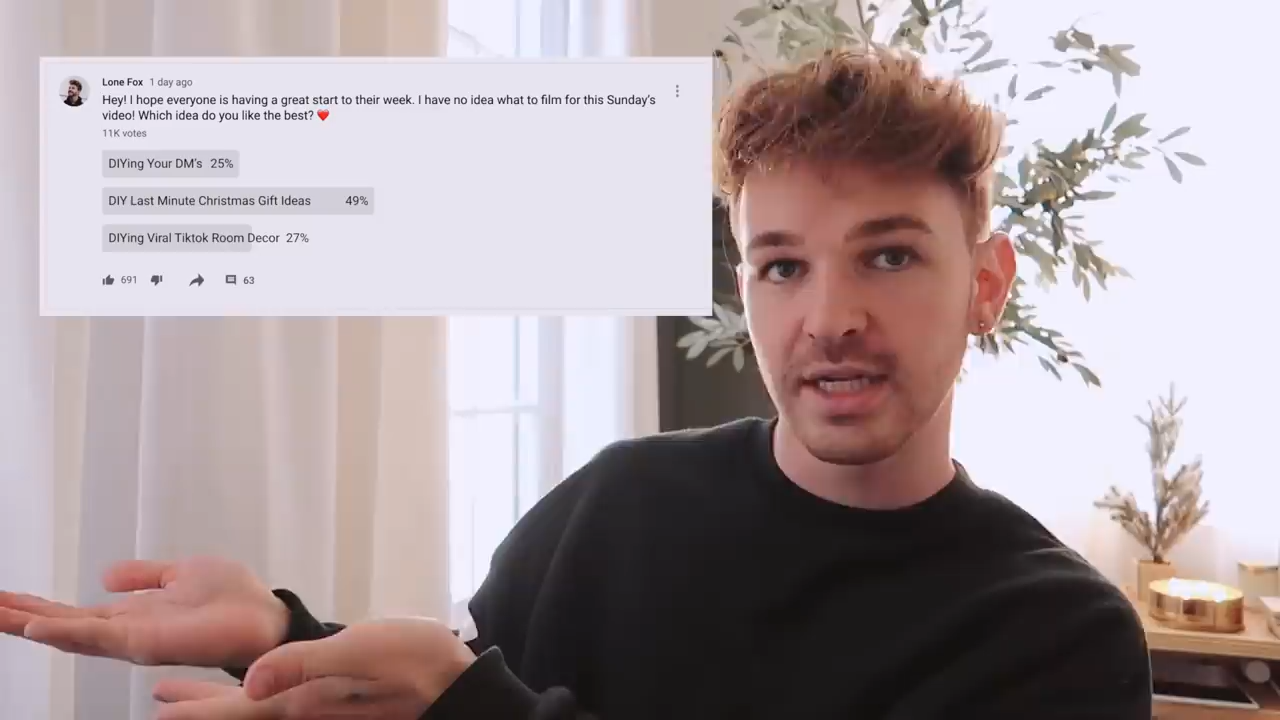 Lone Fox 1 day ago
Hey! I hope everyone is having a great start to their week. I have no idea what to film for this Sunday's
video! Which idea do you like the best? ❤️
11K votes
DIYing Your DM's 25%
DIY Last Minute Christmas Gift Ideas 49%
DIYing Viral Tiktok Room Decor 27%
691 63